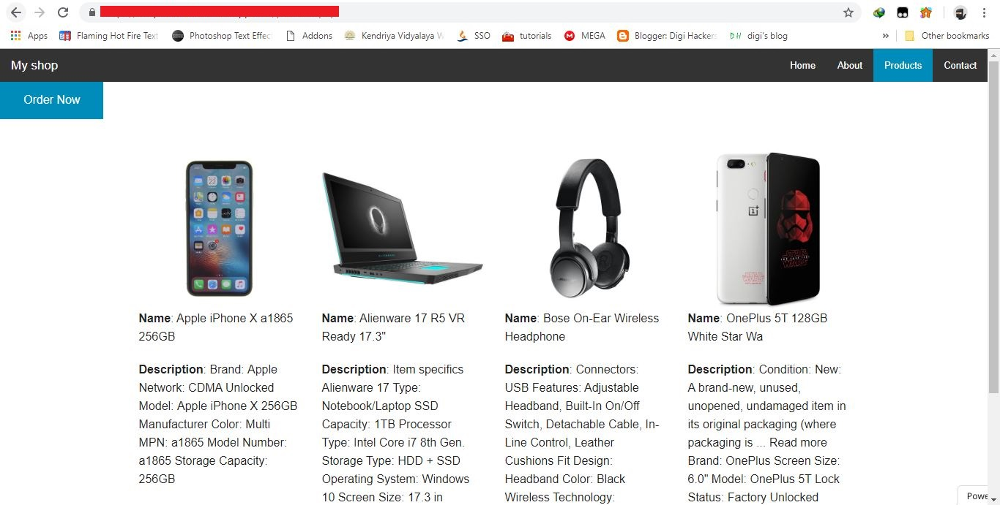 Apps
Flaming Hot Fire Text
Photoshop Text Effec
Addons
Kendriya Vidyalaya
SSO
tutorials
MEGA
Blogger: Digi Hackers
DH
digi's blog
»
Other bookmarks
My shop
Home
About
Products
Contact
Order Now
Name: Apple iPhone X a1865
256GB
Description: Brand: Apple
Network: CDMA Unlocked
Model: Apple iPhone X 256GB
Manufacturer Color: Multi
MPN: a1865 Model Number:
a1865 Storage Capacity:
256GB
ALIENWARE
Name: Alienware 17 R5 VR
Ready 17.3"
Description: Item specifics
Alienware 17 Type:
Notebook/Laptop SSD
Capacity: 1TB Processor
Type: Intel Core i7 8th Gen.
Storage Type: HDD + SSD
Operating System: Windows
10 Screen Size: 17.3 in
Name: Bose On-Ear Wireless
Headphone
Description: Connectors:
USB Features: Adjustable
Headband, Built-In On/Off
Switch, Detachable Cable, In-
Line Control, Leather
Cushions Fit Design:
Headband Color: Black
Wireless Technology:
STAR
WARS
STAR
WARS
Name: OnePlus 5T 128GB
White Star Wa
Description: Condition: New:
A brand-new, unused,
unopened, undamaged item in
its original packaging (where
packaging is ... Read more
Brand: OnePlus Screen Size:
6.0" Model: OnePlus 5T Lock
Status: Factory Unlocked
Powe